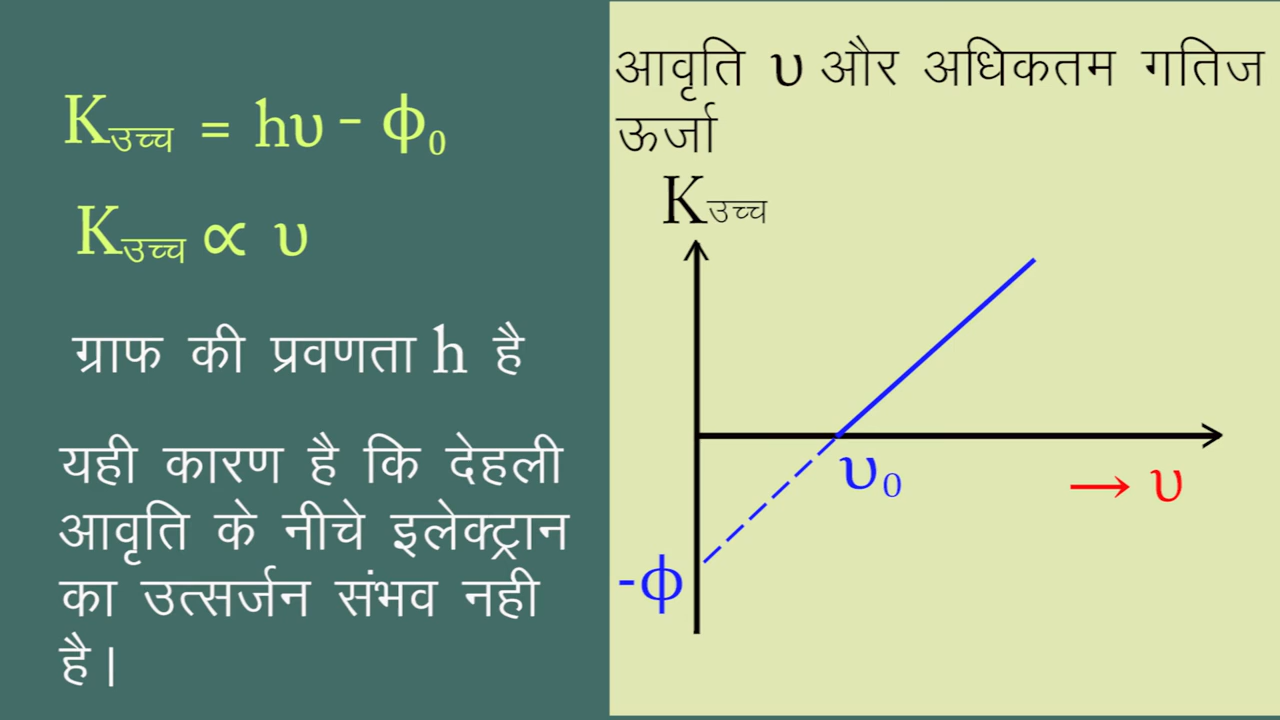 K उच्च = hυ - ϕ₀
K उच्च ∝ υ
ग्राफ की प्रवणता h है
यही कारण है कि देहली
आवृति के नीचे इलेक्ट्रान
का उत्सर्जन संभव नही
है।
आवृति υ और अधिकतम गतिज
ऊर्जा
K उच्च
υ₀
→ υ
-ϕ